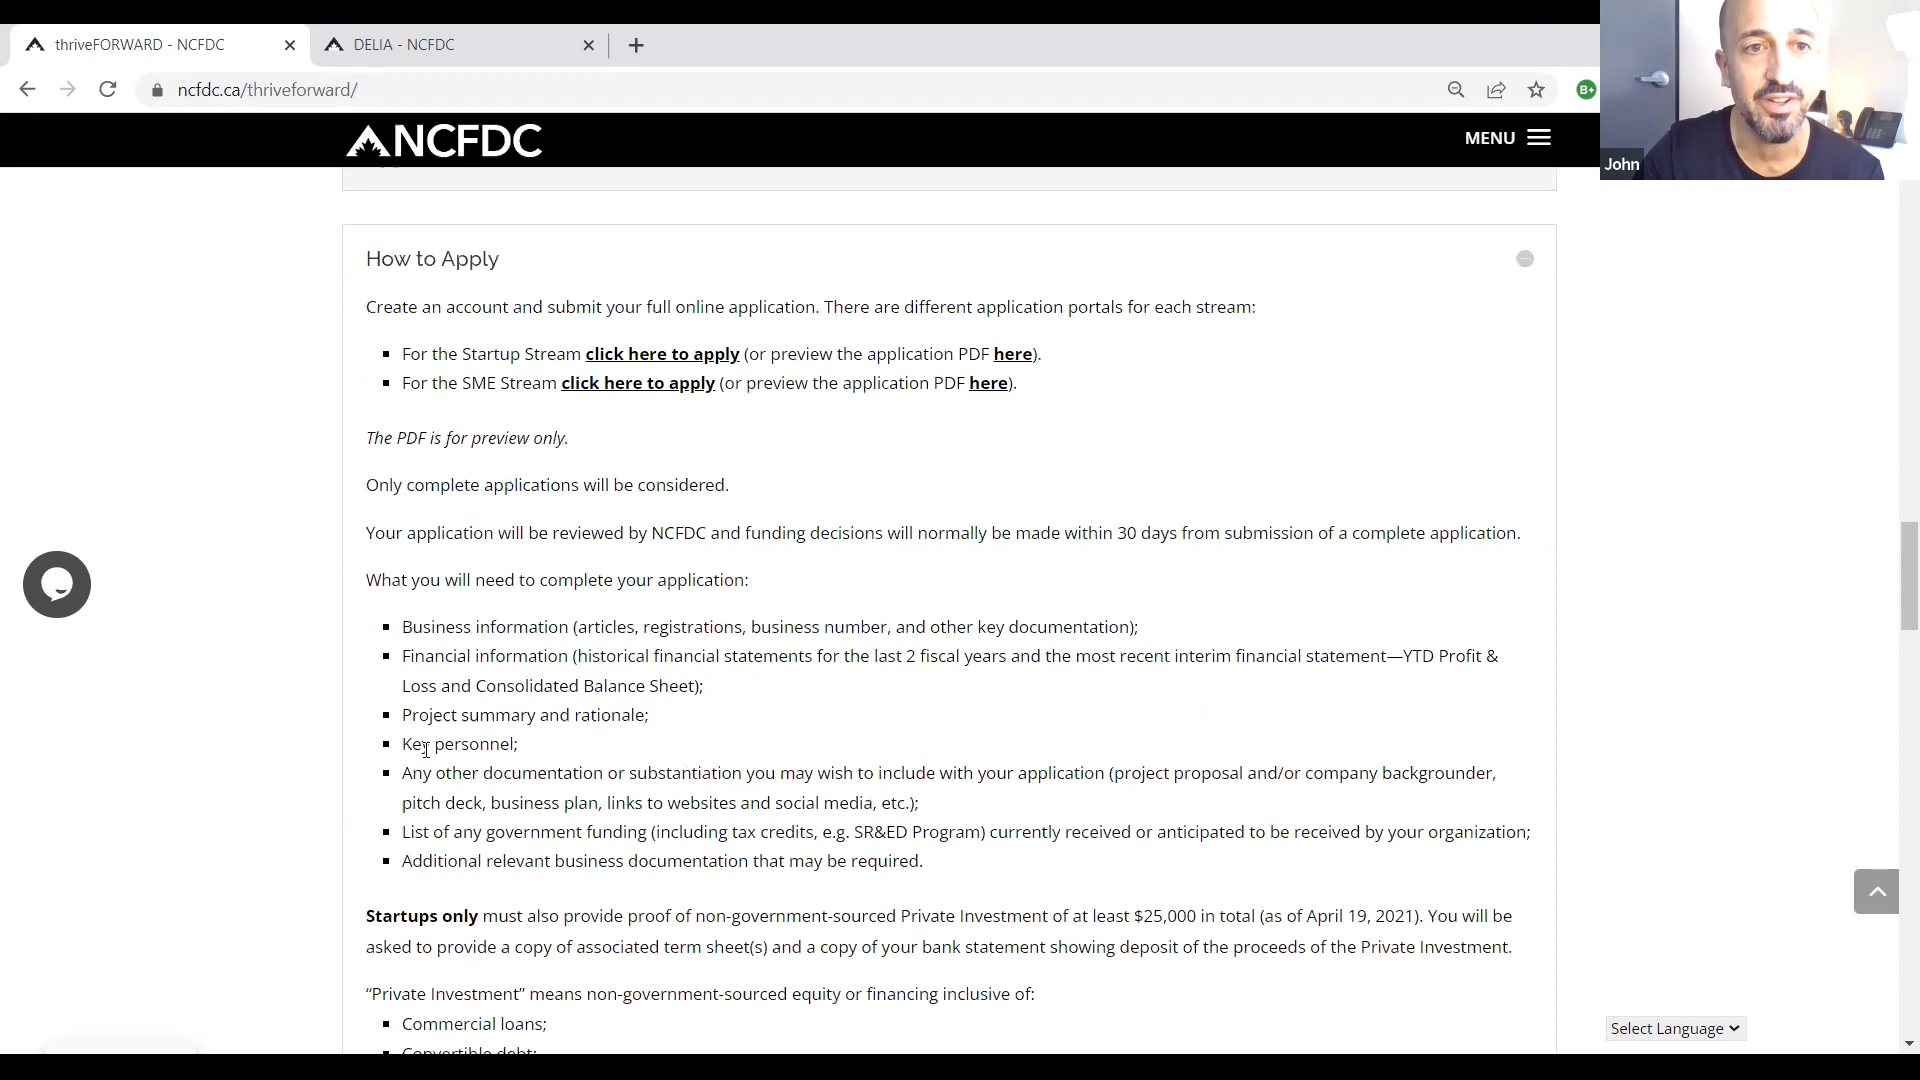 thriveFORWARD - NCFDC
DELIA - NCFDC
ncfdc.ca/thriveforward/
B+
NCFDC
MENU
John
How to Apply
Create an account and submit your full online application. There are different application portals for each stream:
▪ For the Startup Stream click here to apply (or preview the application PDF here).
▪ For the SME Stream click here to apply (or preview the application PDF here).
The PDF is for preview only.
Only complete applications will be considered.
Your application will be reviewed by NCFDC and funding decisions will normally be made within 30 days from submission of a complete application.
What you will need to complete your application:
▪ Business information (articles, registrations, business number, and other key documentation);
▪ Financial information (historical financial statements for the last 2 fiscal years and the most recent interim financial statement—YTD Profit &
Loss and Consolidated Balance Sheet);
▪ Project summary and rationale;
▪ Key personnel;
▪ Any other documentation or substantiation you may wish to include with your application (project proposal and/or company backgrounder,
pitch deck, business plan, links to websites and social media, etc.);
▪ List of any government funding (including tax credits, e.g. SR&ED Program) currently received or anticipated to be received by your organization;
▪ Additional relevant business documentation that may be required.
Startups only must also provide proof of non-government-sourced Private Investment of at least $25,000 in total (as of April 19, 2021). You will be
asked to provide a copy of associated term sheet(s) and a copy of your bank statement showing deposit of the proceeds of the Private Investment.
“Private Investment” means non-government-sourced equity or financing inclusive of:
▪ Commercial loans;
▪ Convertible debt;
Select Language